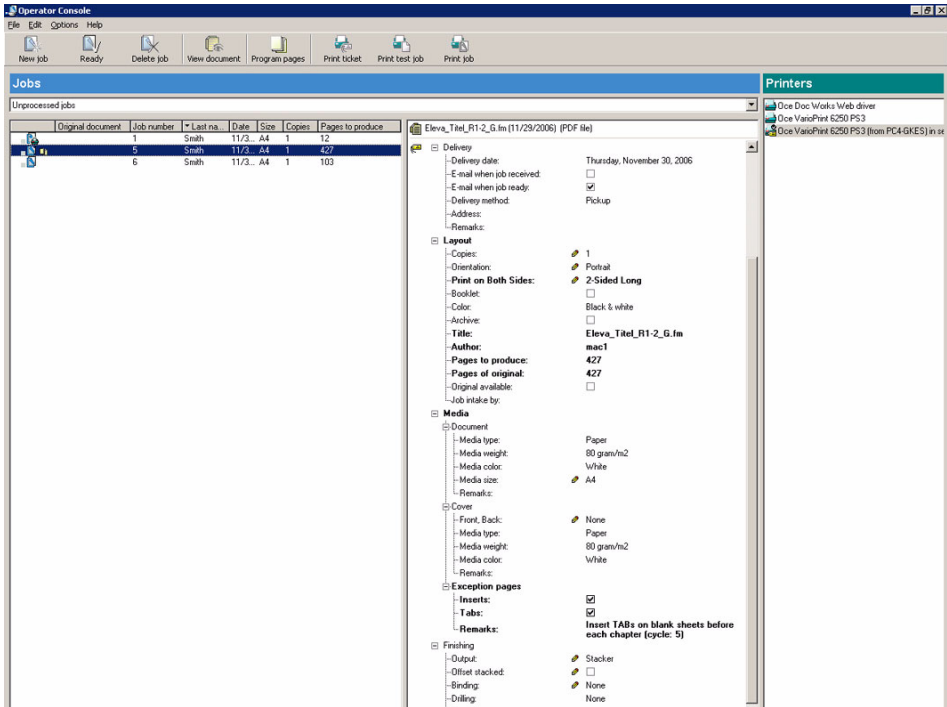 Operator Console
File Edit Options Help
New job Ready Delete job View document Program pages Print ticket Print test job Print job
Jobs
Unprocessed jobs
Original document Job number Last na... Date Size Copies Pages to produce
1 Smith 11/3... A4 1 12
5 Smith 11/3... A4 1 427
6 Smith 11/3... A4 1 103
Eleva_Titel_R1-2_G.fm (11/29/2006) (PDF file)
Delivery
Delivery date: Thursday, November 30, 2006
E-mail when job received:
E-mail when job ready:
Delivery method: Pickup
Address:
Remarks:
Layout
Copies: 1
Orientation: Portrait
Print on Both Sides: 2-Sided Long
Booklet:
Color: Black & white
Archive:
Title: Eleva_Titel_R1-2_G.fm
Author: mac1
Pages to produce: 427
Pages of original: 427
Original available:
Job intake by:
Media
Document
Media type: Paper
Media weight: 80 gram/m2
Media color: White
Media size: A4
Remarks:
Cover
Front, Back: None
Media type: Paper
Media weight: 80 gram/m2
Media color: White
Remarks:
Exception pages
Inserts:
Tabs:
Remarks: Insert TABs on blank sheets before
each chapter (cycle: 5)
Finishing
Output: Stacker
Offset stacked:
Binding: None
Drilling: None
Printers
Oce Doc Works Web driver
Oce VarioPrint 6250 PS3
Oce VarioPrint 6250 PS3 (from PC4-GKES) in se